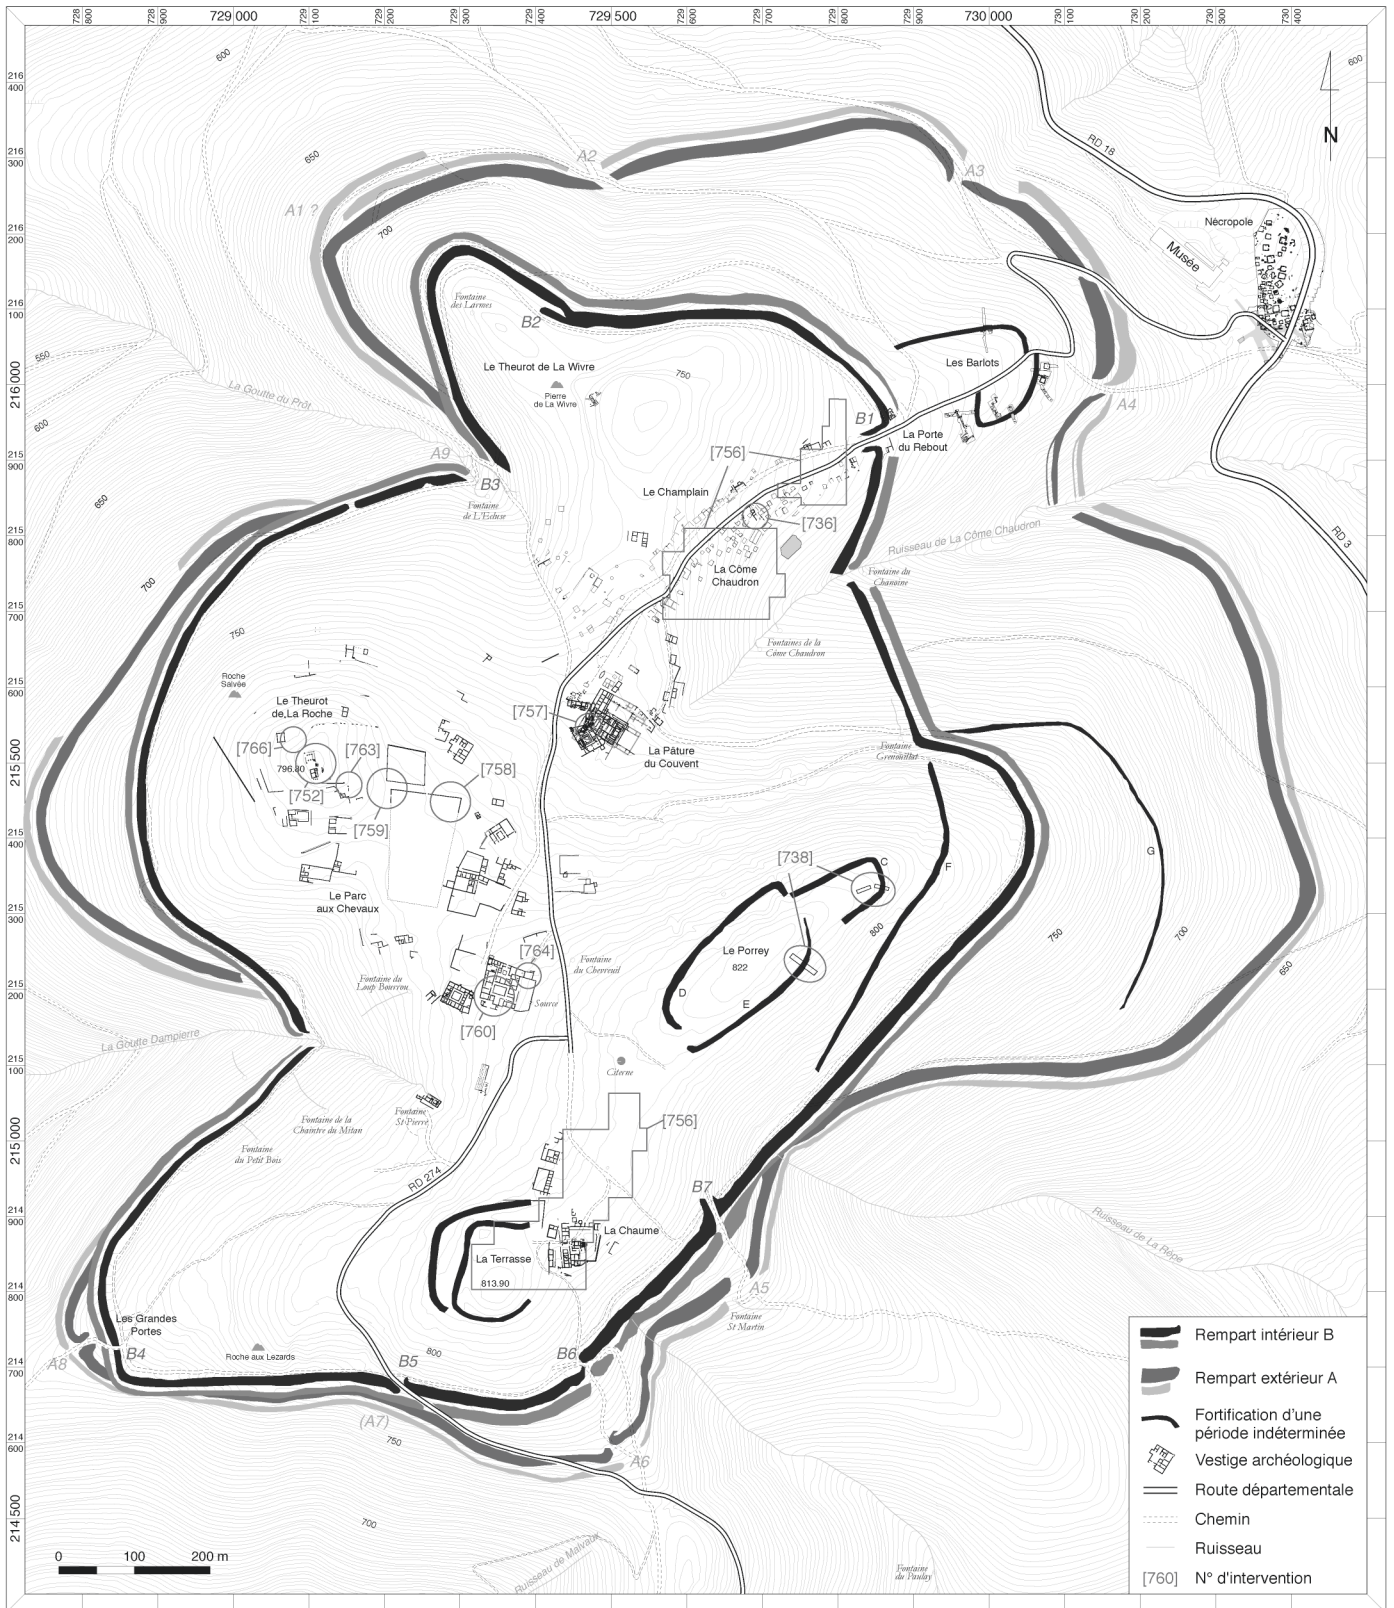 728 800
728 900
729 000
729 100
729 200
729 300
729 400
729 500
729 600
729 700
729 800
729 900
730 000
730 100
730 200
730 300
730 400
216 400
216 300
216 200
216 100
216 000
215 900
215 800
215 700
215 600
215 500
215 400
215 300
215 200
215 100
215 000
214 900
214 800
214 700
214 600
214 500
600
600
N
RD 18
650
A2
A3
A1 ?
700
Nécropole
Musée
Fontaine
des Larmes
B2
550
Le Theurot de La Wivre
750
Pierre
de La Wivre
Les Barlots
La Goutte du Prôt
A4
600
B1
La Porte
du Rebout
A9
[756]
B3
Le Champlain
Fontaine
de L'Ecluse
650
[736]
RD 3
Ruisseau de La Côme Chaudron
La Côme
Chaudron
Fontaine du
Chanoine
700
750
Fontaines de la
Côme Chaudron
Roche
Salvée
Le Theurot
de La Roche
[757]
[766]
[763]
796.80
[752]
[758]
[759]
La Pâture
du Couvent
Fontaine
Grenouillat
[738]
C
F
G
Le Parc
aux Chevaux
800
750
700
650
Le Porrey
822
D
E
[764]
Fontaine
du Chevreuil
Fontaine du
Loup Bourrou
Source
[760]
La Goutte Dampierre
Citerne
Fontaine de la
Chaintre du Mitan
Fontaine
St Pierre
[756]
Fontaine
du Petit Bois
RD 274
B7
La Chaume
La Terrasse
813.90
Ruisseau de La Répe
A5
Fontaine
St Martin
Les Grandes
Portes
A8
B4
Roche aux Lezards
800
B5
B6
(A7)
750
A6
700
Ruisseau de Malvaux
Fontaine
du Paulay
0 100 200 m
Rempart intérieur B
Rempart extérieur A
Fortification d'une
période indéterminée
Vestige archéologique
Route départementale
Chemin
Ruisseau
[760] N° d'intervention